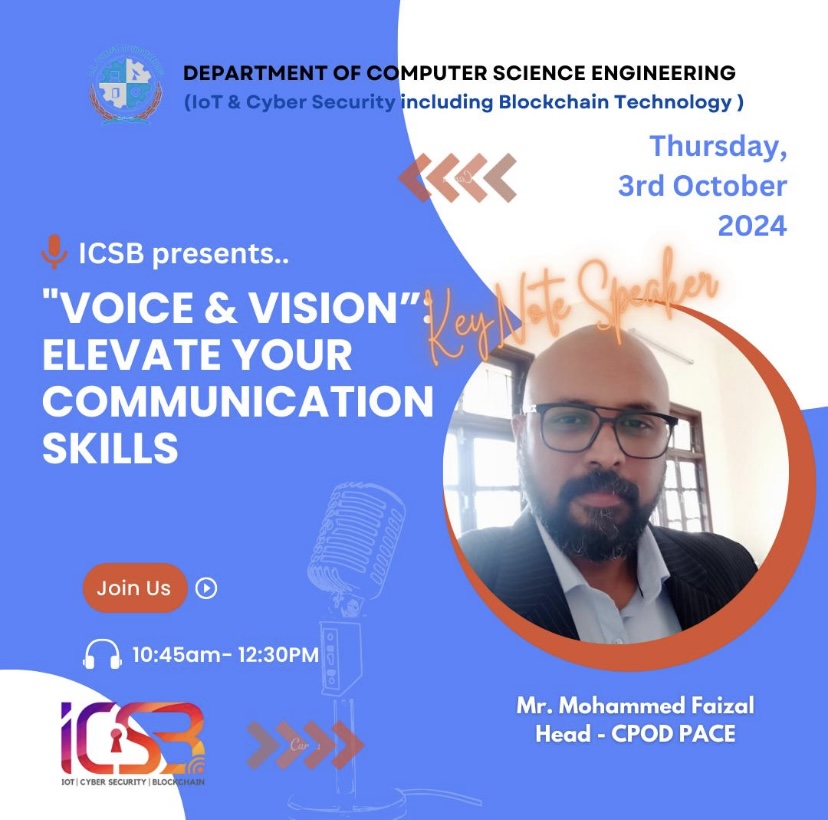 DEPARTMENT OF COMPUTER SCIENCE ENGINEERING
(IoT & Cyber Security including Blockchain Technology )
Thursday,
3rd October
2024
ICSB presents..
"VOICE & VISION”:
ELEVATE YOUR
COMMUNICATION
SKILLS
KeyNote Speaker
Join Us
10:45am- 12:30PM
Mr. Mohammed Faizal
Head - CPOD PACE
iCSB
IOT | CYBER SECURITY | BLOCKCHAIN